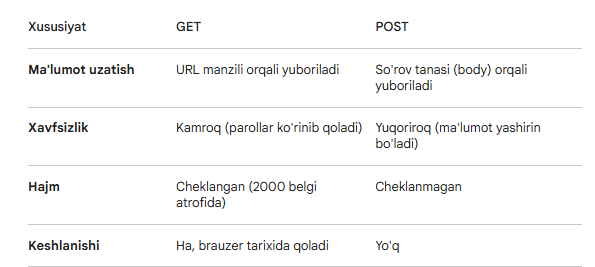 Xususiyat GET POST
Ma'lumot uzatish URL manzili orqali yuboriladi So'rov tanasi (body) orqali
yuboriladi
Xavfsizlik Kamroq (parollar ko'rinib qoladi) Yuqoriroq (ma'lumot yashirin
bo'ladi)
Hajm Cheklangan (2000 belgi Cheklanmagan
atrofida)
Keshlanishi Ha, brauzer tarixida qoladi Yo'q